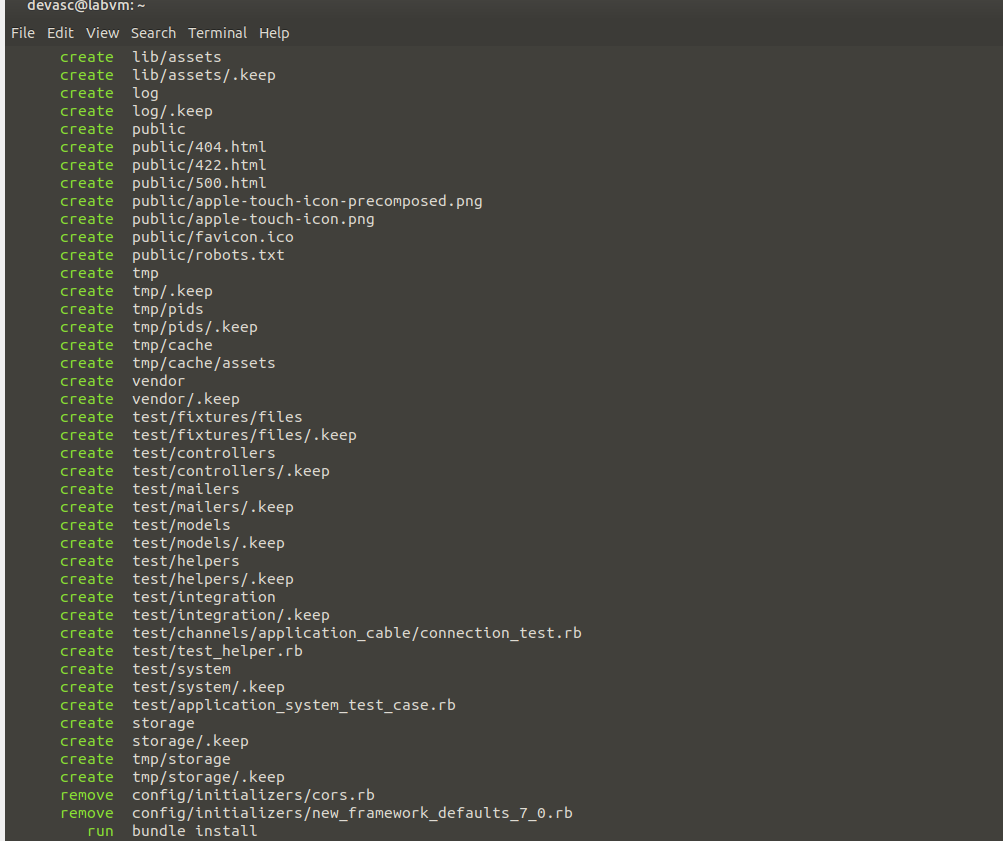 devasc@labvm: ~
File Edit View Search Terminal Help
create lib/assets
create lib/assets/.keep
create log
create log/.keep
create public
create public/404.html
create public/422.html
create public/500.html
create public/apple-touch-icon-precomposed.png
create public/apple-touch-icon.png
create public/favicon.ico
create public/robots.txt
create tmp
create tmp/.keep
create tmp/pids
create tmp/pids/.keep
create tmp/cache
create tmp/cache/assets
create vendor
create vendor/.keep
create test/fixtures/files
create test/fixtures/files/.keep
create test/controllers
create test/controllers/.keep
create test/mailers
create test/mailers/.keep
create test/models
create test/models/.keep
create test/helpers
create test/helpers/.keep
create test/integration
create test/integration/.keep
create test/channels/application_cable/connection_test.rb
create test/test_helper.rb
create test/system
create test/system/.keep
create test/application_system_test_case.rb
create storage
create storage/.keep
create tmp/storage
create tmp/storage/.keep
remove config/initializers/cors.rb
remove config/initializers/new_framework_defaults_7_0.rb
run bundle install